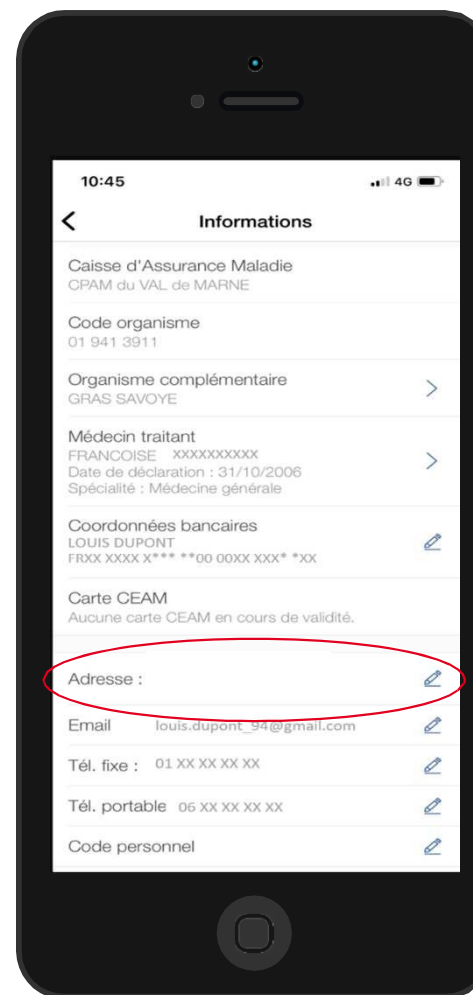 10:45 4G
Informations
Caisse d'Assurance Maladie
CPAM du VAL de MARNE
Code organisme
01 941 3911
Organisme complémentaire
GRAS SAVOYE
Médecin traitant
FRANCOISE XXXXXXXXXX
Date de déclaration : 31/10/2006
Spécialité : Médecine générale
Coordonnées bancaires
LOUIS DUPONT
FRXX XXXX X*** **00 00XX XXX* *XX
Carte CEAM
Aucune carte CEAM en cours de validité.
Adresse :
Email louis.dupont_94@gmail.com
Tél. fixe : 01 XX XX XX XX
Tél. portable 06 XX XX XX XX
Code personnel